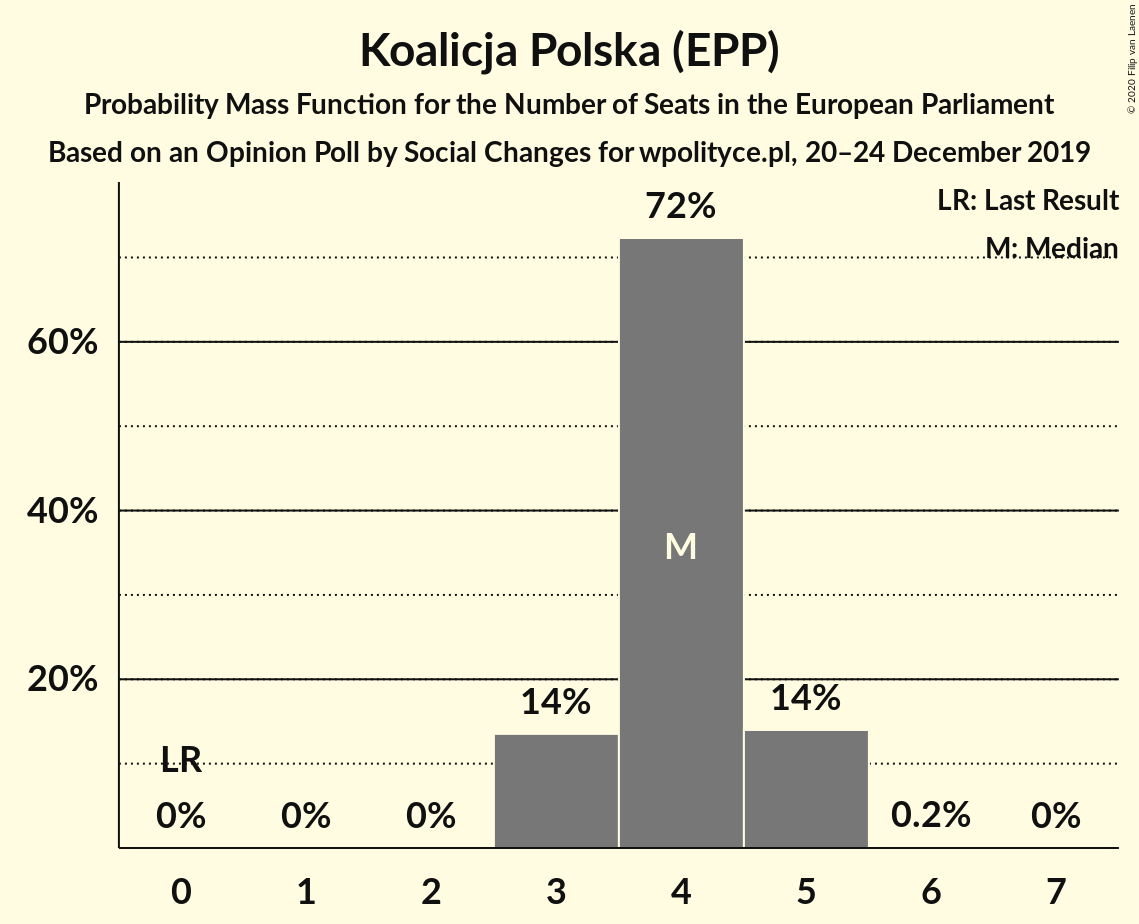 Koalicja Polska (EPP)
Probability Mass Function for the Number of Seats in the European Parliament
Based on an Opinion Poll by Social Changes for wpolityce.pl, 20–24 December 2019
© 2020 Filip van Laenen
LR: Last Result
M: Median
72%
60%
40%
M
20%
14%
14%
LR
0%
0%
0%
0.2%
0%
0
1
2
3
4
5
6
7